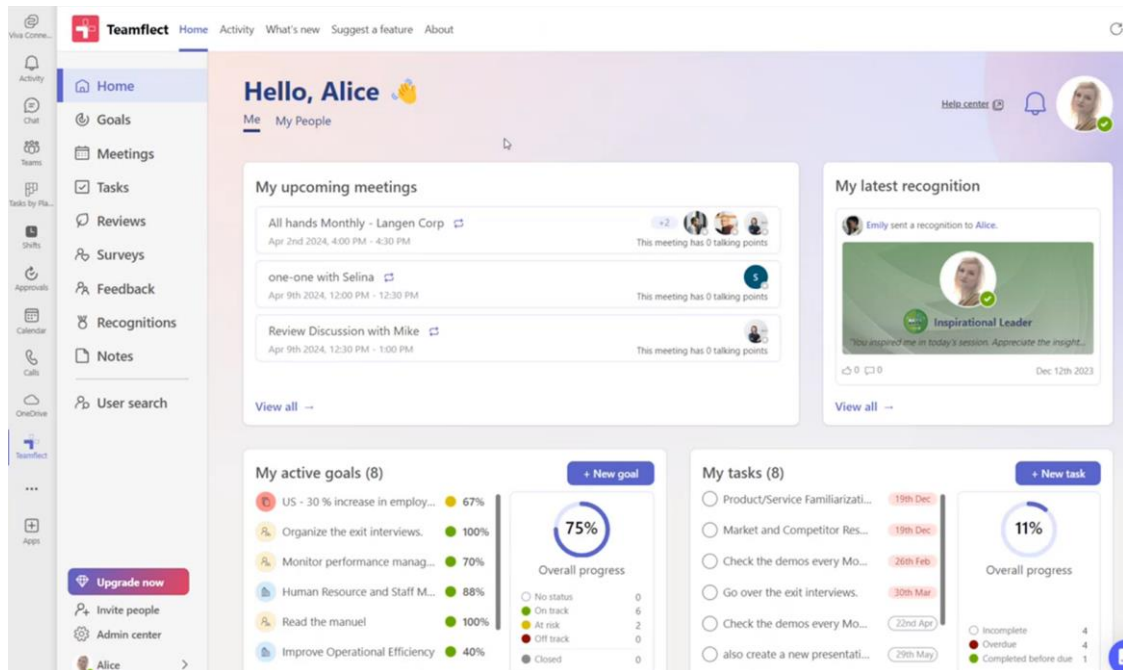 Viva Conne...
Activity
Chat
Teams
Tasks by Pla...
Shifts
Approvals
Calendar
Calls
OneDrive
Teamflect
...
Apps
Teamflect Home Activity What's new Suggest a feature About
Home
Goals
Meetings
Tasks
Reviews
Surveys
Feedback
Recognitions
Notes
User search
Upgrade now
Invite people
Admin center
Alice
Hello, Alice
Me My People
Help center
My upcoming meetings
All hands Monthly - Langen Corp
+2
Apr 2nd 2024, 4:00 PM - 4:30 PM
This meeting has 0 talking points
one-one with Selina
S
Apr 9th 2024, 12:00 PM - 12:30 PM
This meeting has 0 talking points
Review Discussion with Mike
Apr 9th 2024, 12:30 PM - 1:00 PM
This meeting has 0 talking points
View all →
My latest recognition
Emily sent a recognition to Alice.
Inspirational Leader
"You inspired me in today's session. Appreciate the insight...
0 0 Dec 12th 2023
View all →
My active goals (8)
+ New goal
US - 30 % increase in employ... 67%
Organize the exit interviews. 100%
Monitor performance manag... 70%
Human Resource and Staff M... 88%
Read the manuel 100%
Improve Operational Efficiency 40%
75%
Overall progress
No status 0
On track 6
At risk 2
Off track 0
Closed 0
My tasks (8)
+ New task
Product/Service Familiarizati... 19th Dec
Market and Competitor Res... 19th Dec
Check the demos every Mo... 26th Feb
Go over the exit interviews. 30th Mar
Check the demos every Mo... 22nd Apr
also create a new presentati... 29th May
11%
Overall progress
Incomplete 4
Overdue 4
Completed before due 1